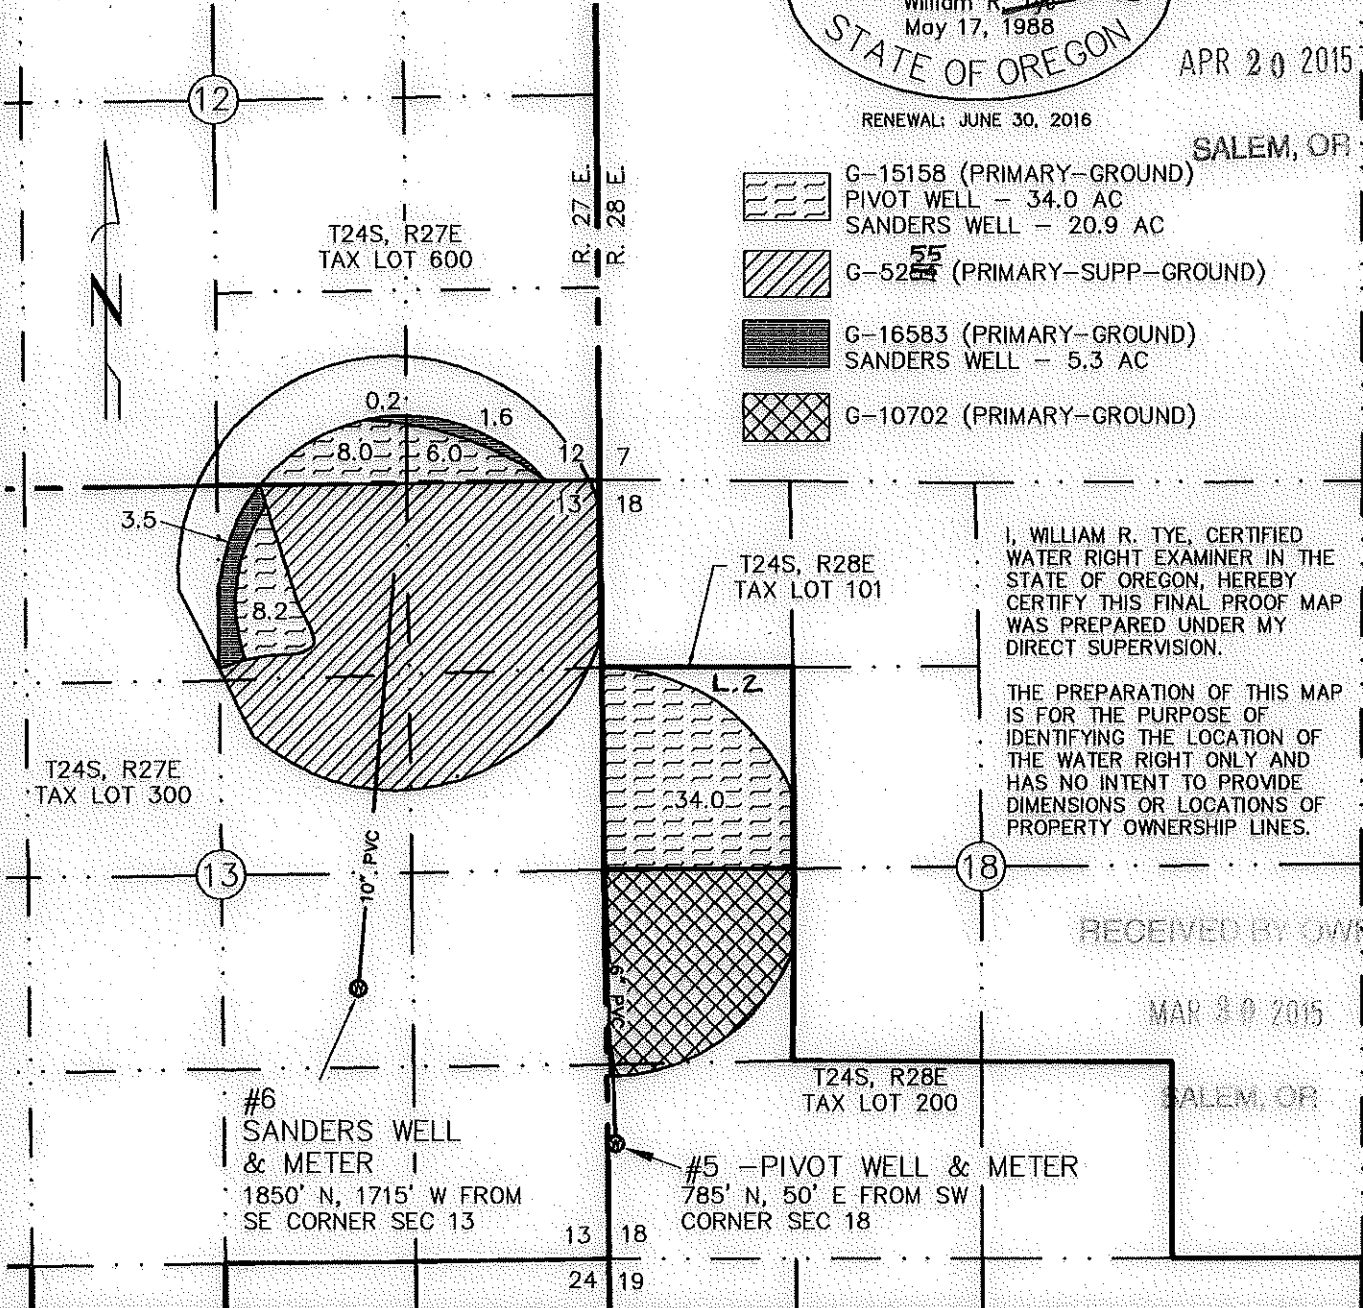 William R. Tye
May 17, 1988
STATE OF OREGON
RENEWAL: JUNE 30, 2016
APR 20 2015
SALEM, OR
12
R. 27 E.
R. 28 E.
T24S, R27E
TAX LOT 600
N
G-15158 (PRIMARY-GROUND)
PIVOT WELL - 34.0 AC
SANDERS WELL - 20.9 AC
55
G-5254 (PRIMARY-SUPP-GROUND)
G-16583 (PRIMARY-GROUND)
SANDERS WELL - 5.3 AC
G-10702 (PRIMARY-GROUND)
0.2
1.6
8.0
6.0
12
7
13
18
3.5
8.2
T24S, R28E
TAX LOT 101
I, WILLIAM R. TYE, CERTIFIED
WATER RIGHT EXAMINER IN THE
STATE OF OREGON, HEREBY
CERTIFY THIS FINAL PROOF MAP
WAS PREPARED UNDER MY
DIRECT SUPERVISION.
THE PREPARATION OF THIS MAP
IS FOR THE PURPOSE OF
IDENTIFYING THE LOCATION OF
THE WATER RIGHT ONLY AND
HAS NO INTENT TO PROVIDE
DIMENSIONS OR LOCATIONS OF
PROPERTY OWNERSHIP LINES.
L.2
34.0
T24S, R27E
TAX LOT 300
10" PVC
13
18
6" PVC
RECEIVED BY OW
MAR 30 2015
SALEM, OR
T24S, R28E
TAX LOT 200
#6
SANDERS WELL
& METER
1850' N, 1715' W FROM
SE CORNER SEC 13
#5 -PIVOT WELL & METER
785' N, 50' E FROM SW
CORNER SEC 18
13
18
24
19